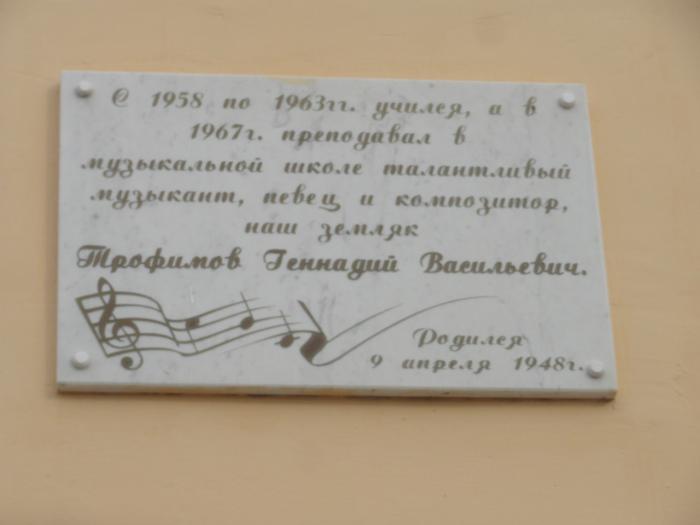 С 1958 по 1963гг. учился, а в
1967г. преподавал в
музыкальной школе талантливый
музыкант, певец и композитор,
наш земляк
Трофимов Геннадий Васильевич.
Родился
9 апреля 1948г.